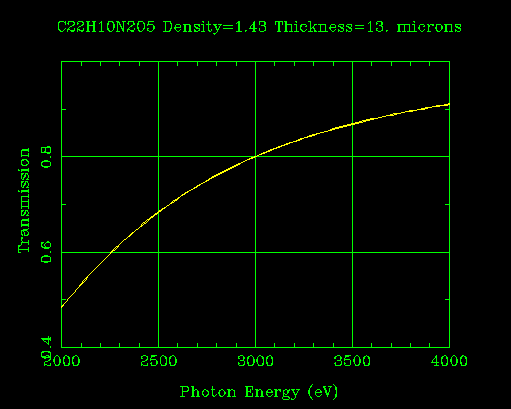 C22H10N2O5 Density=1.43 Thickness=13. microns
Transmission
0.8
0.6
0.4
2000 2500 3000 3500 4000
Photon Energy (eV)